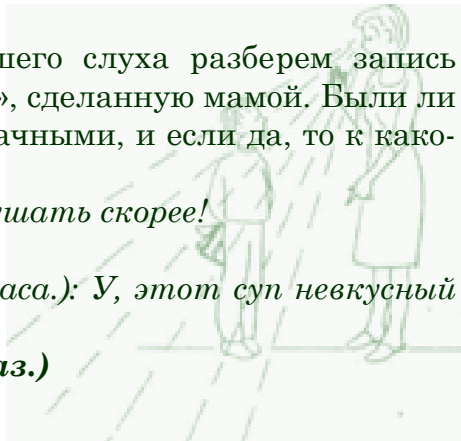 шего слуха разберем запись
», сделанную мамой. Были ли
ачными, и если да, то к како-
ушать скорее!
аса.): У, этот суп невкусный
аз.)